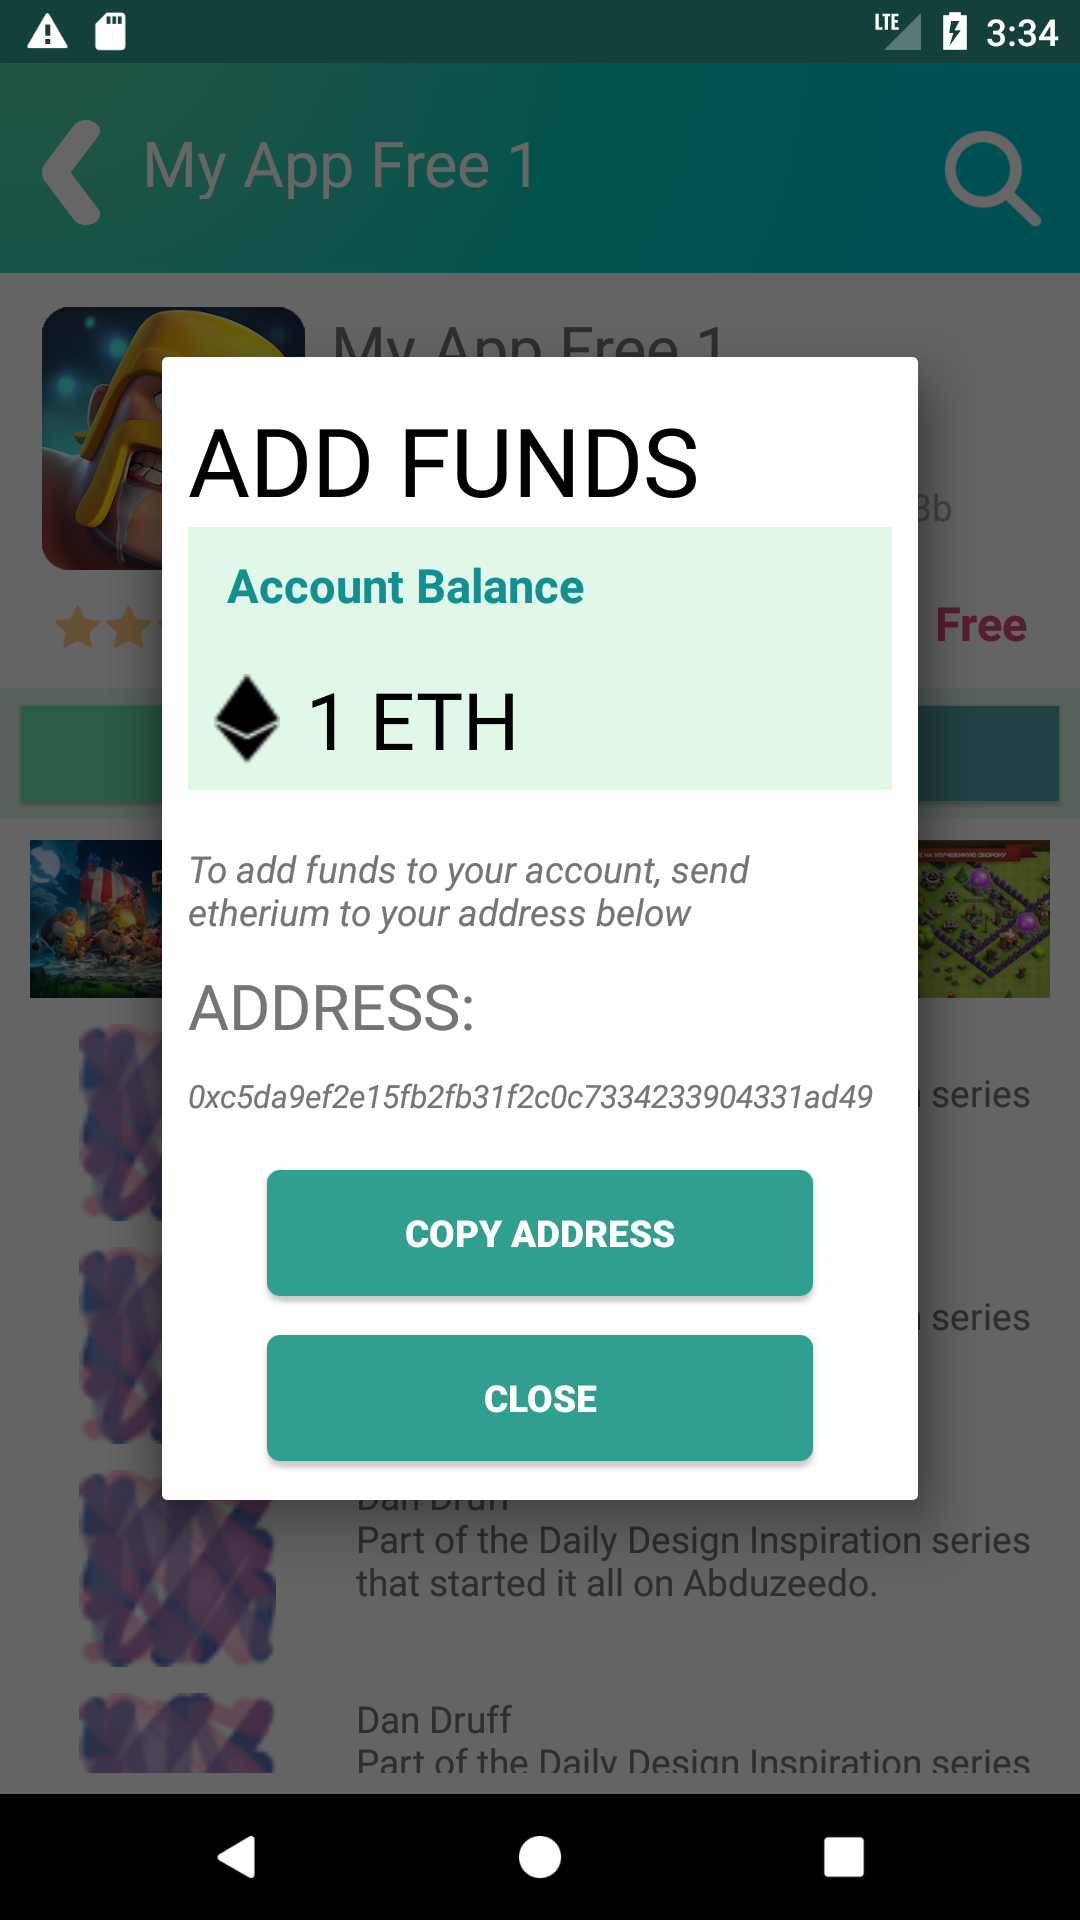 LTE 3:34
My App Free 1
My App Free 1
3b
Free
ADD FUNDS
Account Balance
1 ETH
To add funds to your account, send
etherium to your address below
ADDRESS:
0xc5da9ef2e15fb2fb31f2c0c7334233904331ad49
series
COPY ADDRESS
series
CLOSE
Dan Druff
Part of the Daily Design Inspiration series
that started it all on Abduzeedo.
Dan Druff
Part of the Daily Design Inspiration series